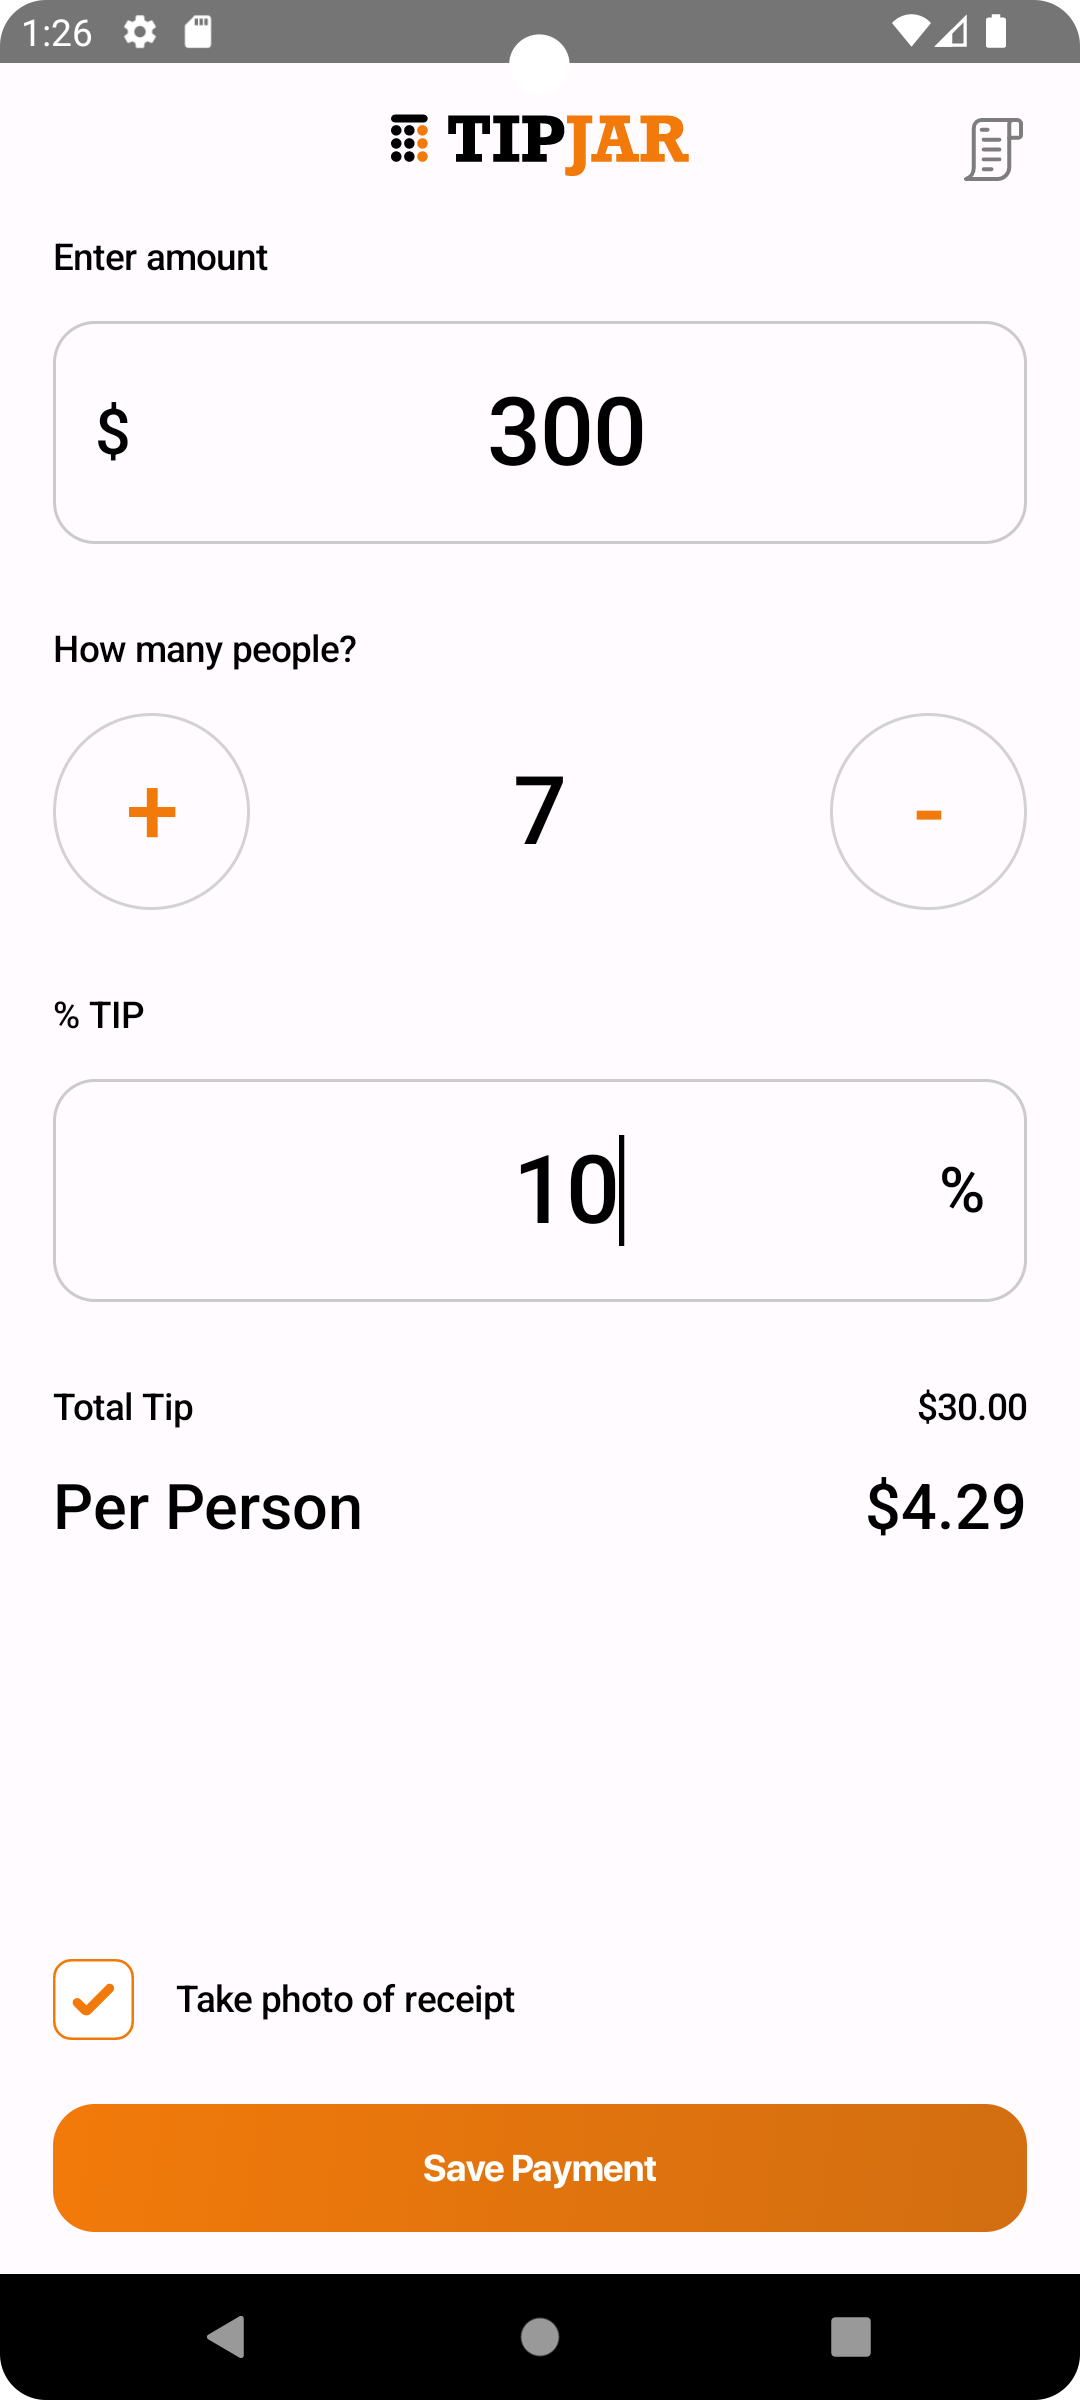 1:26
TIPJAR
Enter amount
$ 300
How many people?
+ 7 -
% TIP
10 %
Total Tip $30.00
Per Person $4.29
Take photo of receipt
Save Payment